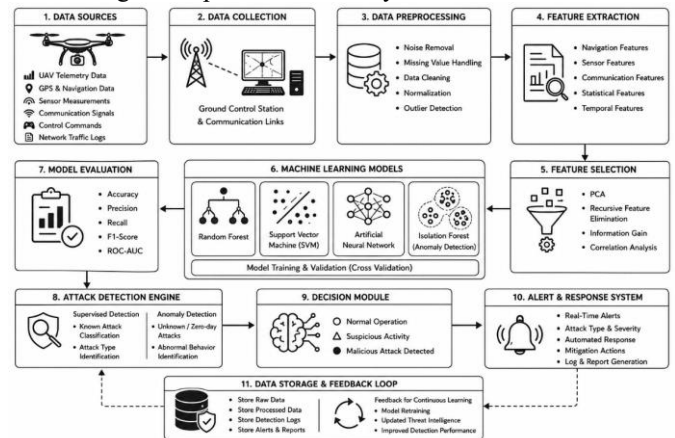 1. DATA SOURCES
UAV Telemetry Data
GPS & Navigation Data
Sensor Measurements
Communication Signals
Control Commands
Network Traffic Logs
2. DATA COLLECTION
Ground Control Station
& Communication Links
3. DATA PREPROCESSING
• Noise Removal
• Missing Value Handling
• Data Cleaning
• Normalization
• Outlier Detection
4. FEATURE EXTRACTION
• Navigation Features
• Sensor Features
• Communication Features
• Statistical Features
• Temporal Features
5. FEATURE SELECTION
• PCA
• Recursive Feature
Elimination
• Information Gain
• Correlation Analysis
6. MACHINE LEARNING MODELS
Random Forest
Support Vector
Machine (SVM)
Artificial
Neural Network
Isolation Forest
(Anomaly Detection)
Model Training & Validation (Cross Validation)
7. MODEL EVALUATION
• Accuracy
• Precision
• Recall
• F1-Score
• ROC-AUC
8. ATTACK DETECTION ENGINE
Supervised Detection
• Known Attack
Classification
• Attack Type
Identification
Anomaly Detection
• Unknown / Zero-day
Attacks
• Abnormal Behavior
Identification
9. DECISION MODULE
Normal Operation
Suspicious Activity
Malicious Attack Detected
10. ALERT & RESPONSE SYSTEM
• Real-Time Alerts
• Attack Type & Severity
• Automated Response
• Mitigation Actions
• Log & Report Generation
11. DATA STORAGE & FEEDBACK LOOP
• Store Raw Data
• Store Processed Data
• Store Detection Logs
• Store Alerts & Reports
Feedback for Continuous Learning
• Model Retraining
• Updated Threat Intelligence
• Improved Detection Performance